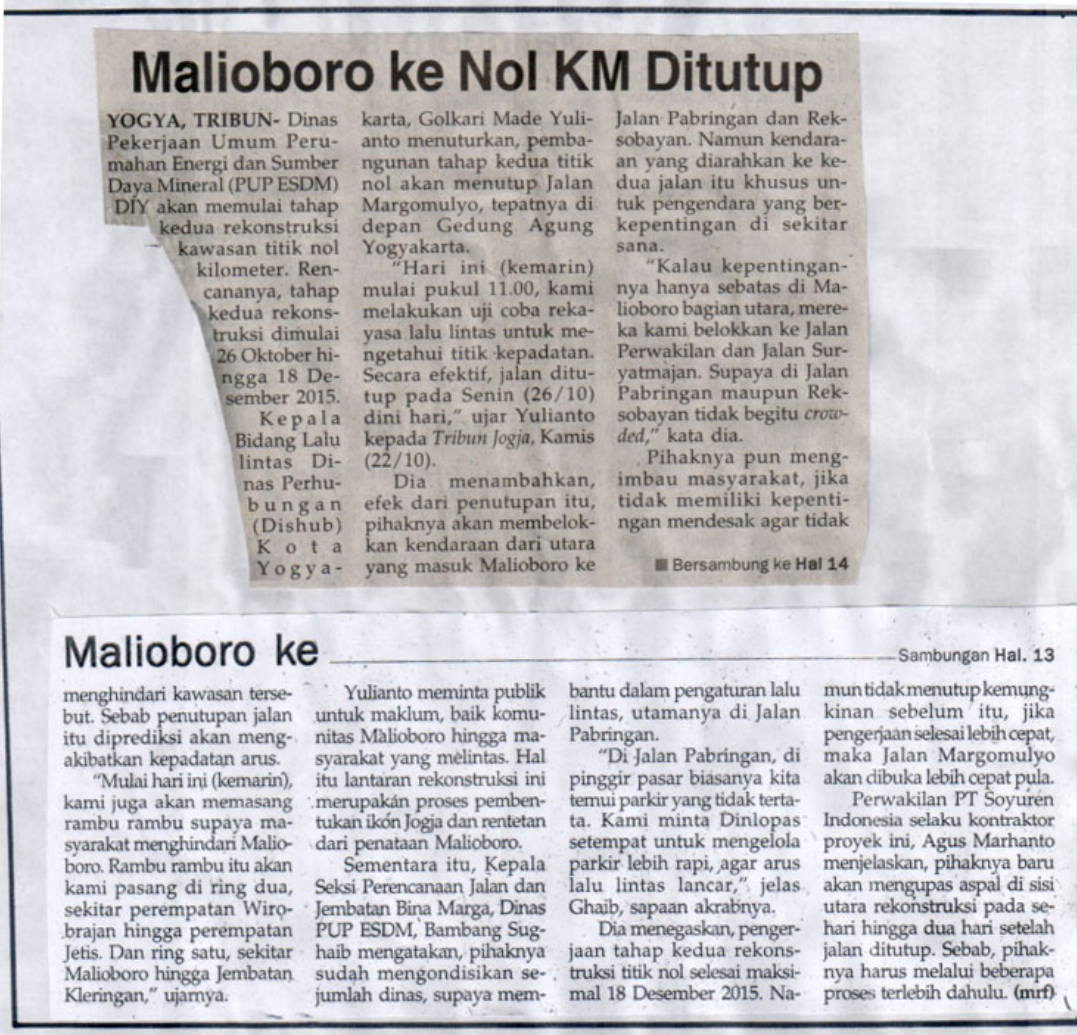 Malioboro ke Nol KM Ditutup
YOGYA, TRIBUN- Dinas
Pekerjaan Umum Peru-
mahan Energi dan Sumber
Daya Mineral (PUP ESDM)
DIY akan memulai tahap
kedua rekonstruksi
kawasan titik nol
kilometer. Ren-
cananya, tahap
kedua rekons-
truksi dimulai
26 Oktober hi-
ngga 18 De-
sember 2015.
Kepala
Bidang Lalu
lintas Di-
nas Perhu-
bungan
(Dishub)
Kota
Yogya-
karta, Golkari Made Yuli-
anto menuturkan, pemba-
ngunan tahap kedua titik
nol akan menutup Jalan
Margomulyo, tepatnya di
depan Gedung Agung
Yogyakarta.
"Hari ini (kemarin)
mulai pukul 11.00, kami
melakukan uji coba reka-
yasa lalu lintas untuk me-
ngetahui titik kepadatan.
Secara efektif, jalan ditu-
tup pada Senin (26/10)
dini hari," ujar Yulianto
kepada Tribun Jogja, Kamis
(22/10).
Dia menambahkan,
efek dari penutupan itu,
pihaknya akan membelok-
kan kendaraan dari utara
yang masuk Malioboro ke
Jalan Pabringan dan Rek-
sobayan. Namun kendara-
an yang diarahkan ke ke-
dua jalan itu khusus un-
tuk pengendara yang ber-
kepentingan di sekitar
sana.
"Kalau kepentingan-
nya hanya sebatas di Ma-
lioboro bagian utara, mere-
ka kami belokkan ke Jalan
Perwakilan dan Jalan Sur-
yatmajan. Supaya di Jalan
Pabringan maupun Rek-
sobayan tidak begitu crow-
ded," kata dia.
Pihaknya pun meng-
imbau masyarakat, jika
tidak memiliki kepenti-
ngan mendesak agar tidak
■ Bersambung ke Hal 14
Malioboro ke
Sambungan Hal. 13
menghindari kawasan terse-
but. Sebab penutupan jalan
itu diprediksi akan meng-
akibatkan kepadatan arus.
"Mulai hari ini (kemarin),
kami juga akan memasang
rambu rambu supaya ma-
syarakat menghindari Malio-
boro. Rambu rambu itu akan
kami pasang di ring dua,
sekitar perempatan Wiro-
brajan hingga perempatan
Jetis. Dan ring satu, sekitar
Malioboro hingga Jembatan
Kleringan," ujarnya.
Yulianto meminta publik
untuk maklum, baik komu-
nitas Malioboro hingga ma-
syarakat yang melintas. Hal
itu lantaran rekonstruksi ini
merupakan proses pemben-
tukan ikon Jogja dan rentetan
dari penataan Malioboro.
Sementara itu, Kepala
Seksi Perencanaan Jalan dan
Jembatan Bina Marga, Dinas
PUP ESDM, Bambang Sug-
haib mengatakan, pihaknya
sudah mengondisikan se-
jumlah dinas, supaya mem-
bantu dalam pengaturan lalu
lintas, utamanya di Jalan
Pabringan.
"Di Jalan Pabringan, di
pinggir pasar biasanya kita
temui parkir yang tidak terta-
ta. Kami minta Dinlopas
setempat untuk mengelola
parkir lebih rapi, agar arus
lalu lintas lancar," jelas
Ghaib, sapaan akrabnya.
Dia menegaskan, penger-
jaan tahap kedua rekons-
truksi titik nol selesai maksi-
mal 18 Desember 2015. Na-
mun tidak menutup kemung-
kinan sebelum itu, jika
pengerjaan selesai lebih cepat,
maka Jalan Margomulyo
akan dibuka lebih cepat pula.
Perwakilan PT Soyuren
Indonesia selaku kontraktor
proyek ini, Agus Marhanto
menjelaskan, pihaknya baru
akan mengupas aspal di sisi
utara rekonstruksi pada se-
hari hingga dua hari setelah
jalan ditutup. Sebab, pihak-
nya harus melalui beberapa
proses terlebih dahulu. (mrf)